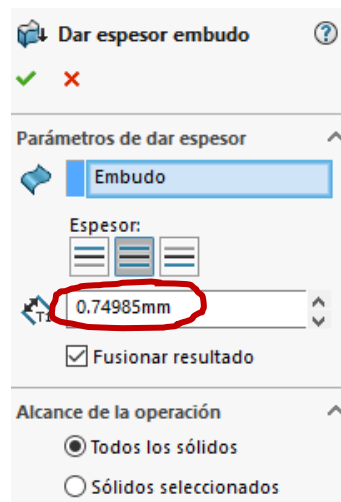 Dar espesor embudo
Parámetros de dar espesor
Embudo
Espesor:
T1
0.74985mm
Fusionar resultado
Alcance de la operación
Todos los sólidos
Sólidos seleccionados